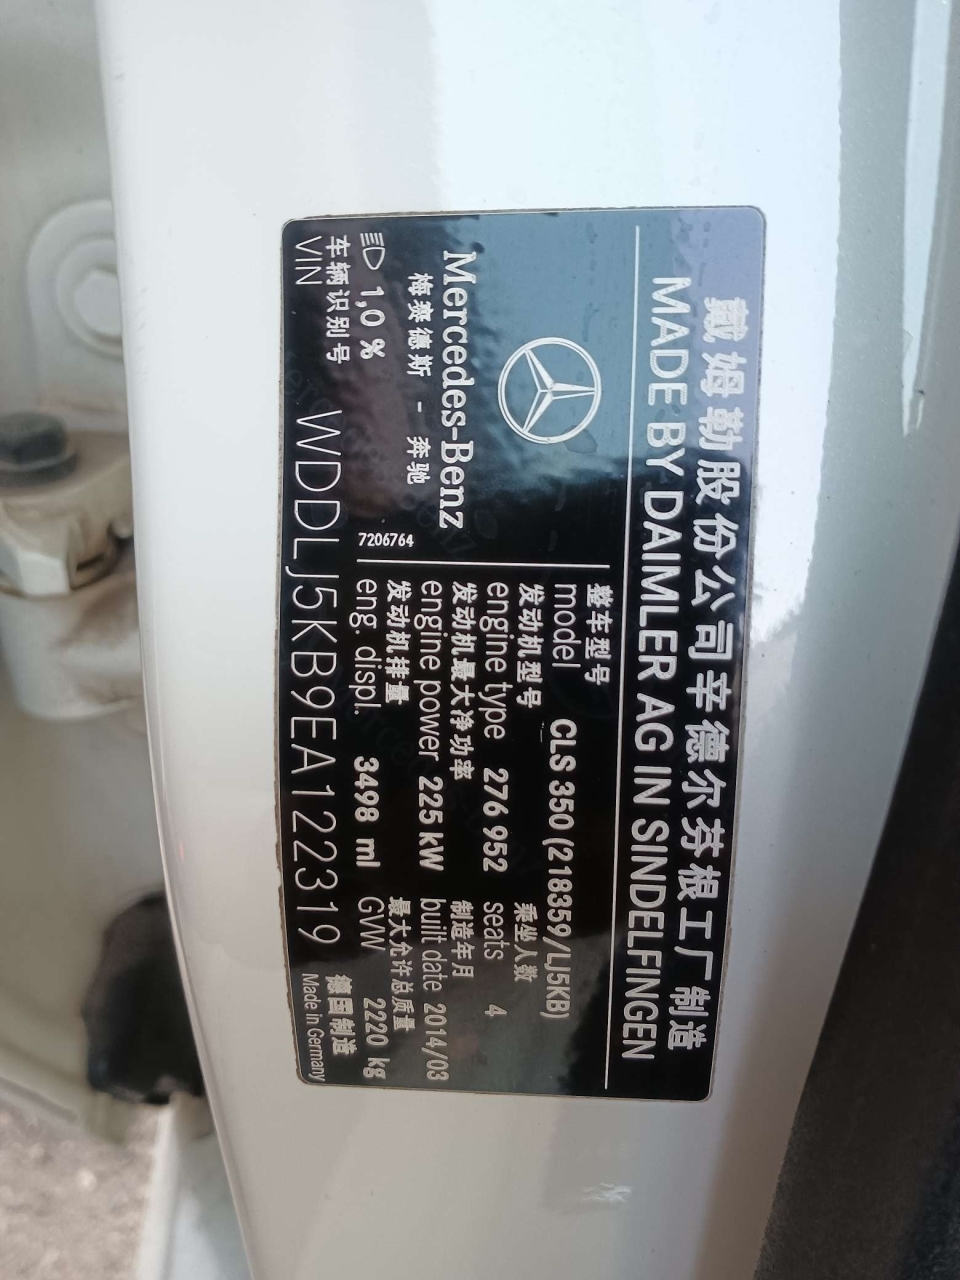 戴姆勒股份公司辛德尔芬根工厂制造
MADE BY DAIMLER AG IN SINDELFINGEN
Mercedes-Benz
梅赛德斯 - 奔驰
1,0 %
7206764
整车型号
model CLS 350 (218359/LJ5KB)
发动机型号 乘坐人数
engine type 276 952 seats 4
发动机最大净功率 制造年月
engine power 225 kW built date 2014/03
发动机排量 最大允许总质量
eng. displ. 3498 ml GVW 2220 kg
车辆识别号 德国制造
VIN WDDLJ5KB9EA122319 Made in Germany